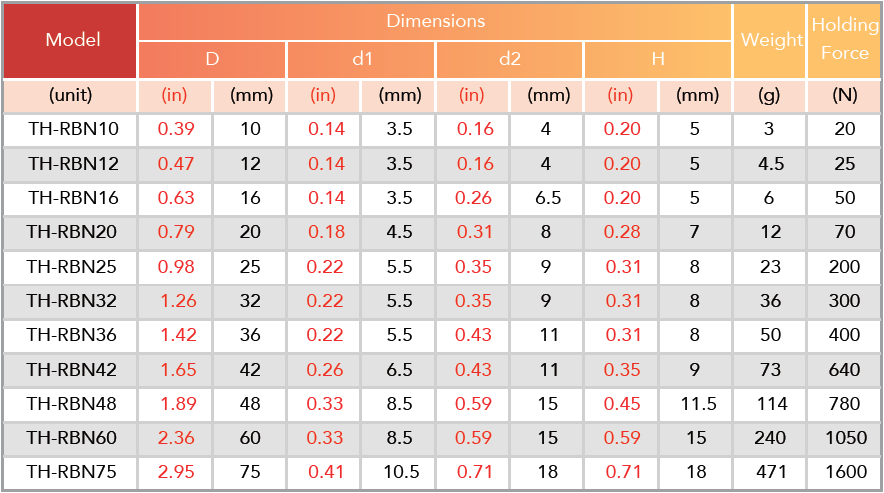 Model Dimensions Weight Holding Force
D d1 d2 H
(unit) (in) (mm) (in) (mm) (in) (mm) (in) (mm) (g) (N)
TH-RBN10 0.39 10 0.14 3.5 0.16 4 0.20 5 3 20
TH-RBN12 0.47 12 0.14 3.5 0.16 4 0.20 5 4.5 25
TH-RBN16 0.63 16 0.14 3.5 0.26 6.5 0.20 5 6 50
TH-RBN20 0.79 20 0.18 4.5 0.31 8 0.28 7 12 70
TH-RBN25 0.98 25 0.22 5.5 0.35 9 0.31 8 23 200
TH-RBN32 1.26 32 0.22 5.5 0.35 9 0.31 8 36 300
TH-RBN36 1.42 36 0.22 5.5 0.43 11 0.31 8 50 400
TH-RBN42 1.65 42 0.26 6.5 0.43 11 0.35 9 73 640
TH-RBN48 1.89 48 0.33 8.5 0.59 15 0.45 11.5 114 780
TH-RBN60 2.36 60 0.33 8.5 0.59 15 0.59 15 240 1050
TH-RBN75 2.95 75 0.41 10.5 0.71 18 0.71 18 471 1600